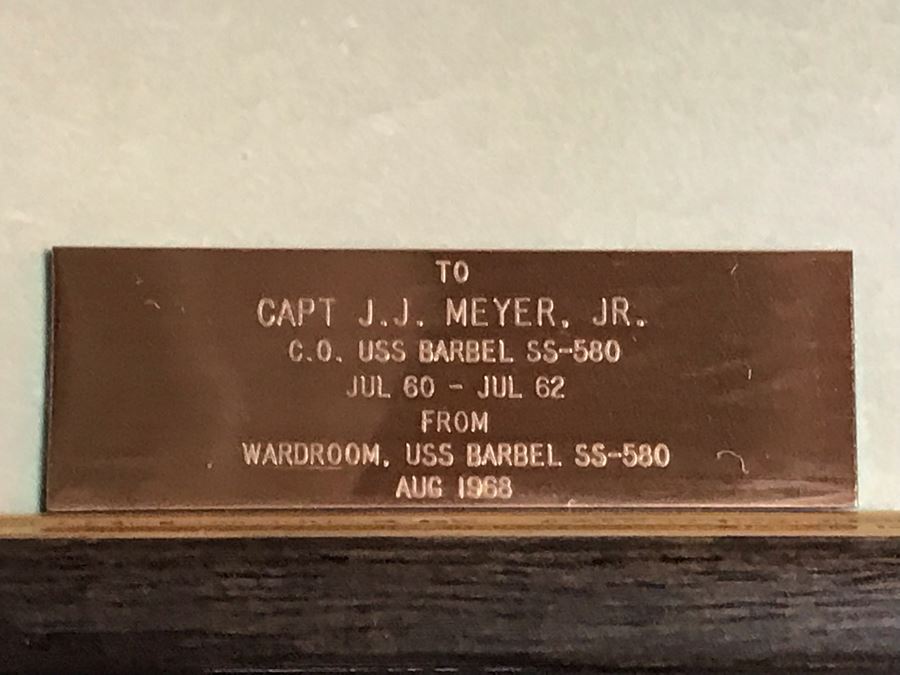 TO
CAPT J.J. MEYER, JR.
C.O. USS BARBEL SS-580
JUL 60 - JUL 62
FROM
WARDROOM, USS BARBEL SS-580
AUG 1968